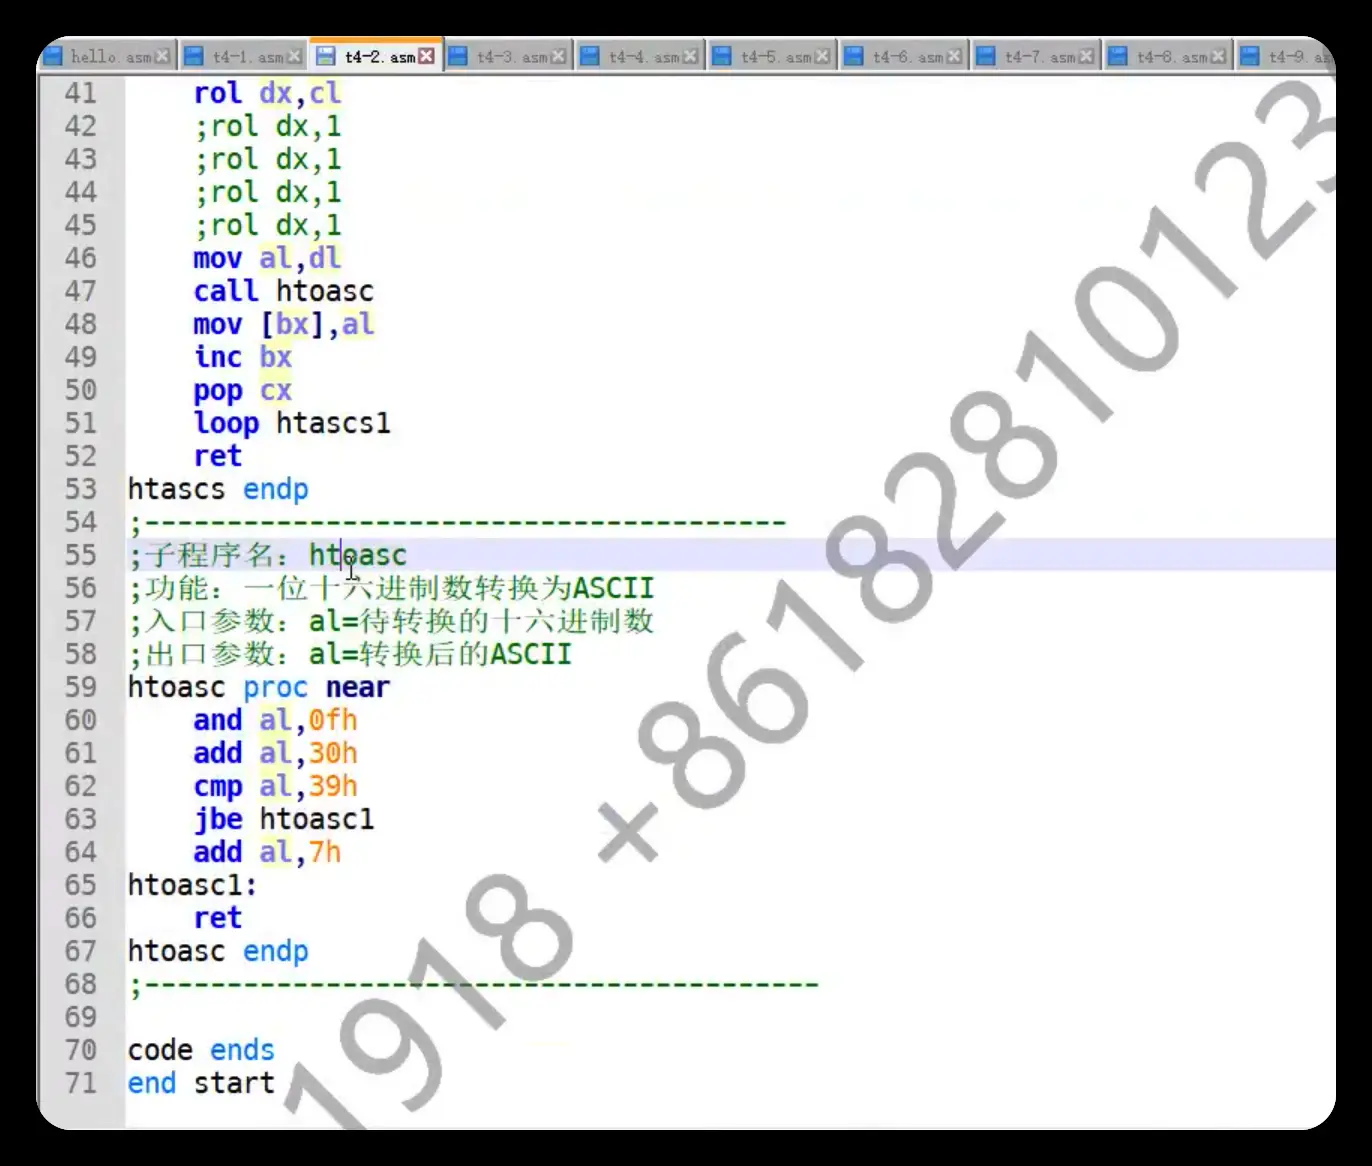 hello.asm t4-1.asm t4-2.asm t4-3.asm t4-4.asm t4-5.asm t4-6.asm t4-7.asm t4-8.asm t4-9.as
41 rol dx,cl
42 ;rol dx,1
43 ;rol dx,1
44 ;rol dx,1
45 ;rol dx,1
46 mov al,dl
47 call htoasc
48 mov [bx],al
49 inc bx
50 pop cx
51 loop htascs1
52 ret
53 htascs endp
54 ;---------------------------------------
55 ;子程序名：htoasc
56 ;功能：一位十六进制数转换为ASCII
57 ;入口参数：al=待转换的十六进制数
58 ;出口参数：al=转换后的ASCII
59 htoasc proc near
60 and al,0fh
61 add al,30h
62 cmp al,39h
63 jbe htoasc1
64 add al,7h
65 htoasc1:
66 ret
67 htoasc endp
68 ;-----------------------------------------
69
70 code ends
71 end start
1918 +86182810123